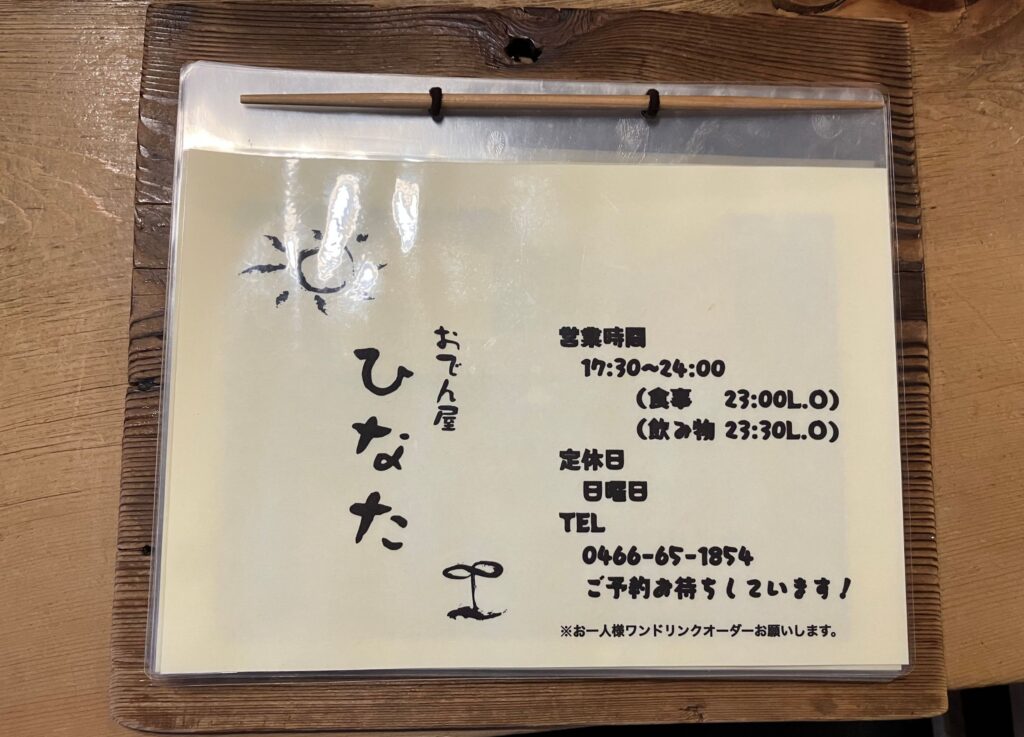 おでん屋
ひなた
営業時間
17:30〜24:00
(食事 23:00L.O)
(飲み物 23:30L.O)
定休日
日曜日
TEL
0466-65-1854
ご予約お待ちしています!
※お一人様ワンドリンクオーダーお願いします。